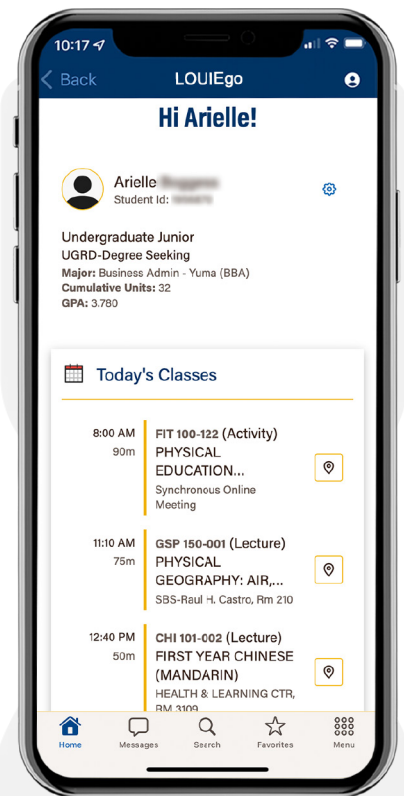 10:17
Back
LOUIEgo
Hi Arielle!
Arielle
Student Id:
Undergraduate Junior
UGRD-Degree Seeking
Major: Business Admin - Yuma (BBA)
Cumulative Units: 32
GPA: 3.780
Today's Classes
8:00 AM FIT 100-122 (Activity)
90m PHYSICAL
EDUCATION...
Synchronous Online
Meeting
11:10 AM GSP 150-001 (Lecture)
75m PHYSICAL
GEOGRAPHY: AIR,...
SBS-Raul H. Castro, Rm 210
12:40 PM CHI 101-002 (Lecture)
50m FIRST YEAR CHINESE
(MANDARIN)
HEALTH & LEARNING CTR,
RM 3109
Home Messages Search Favorites Menu